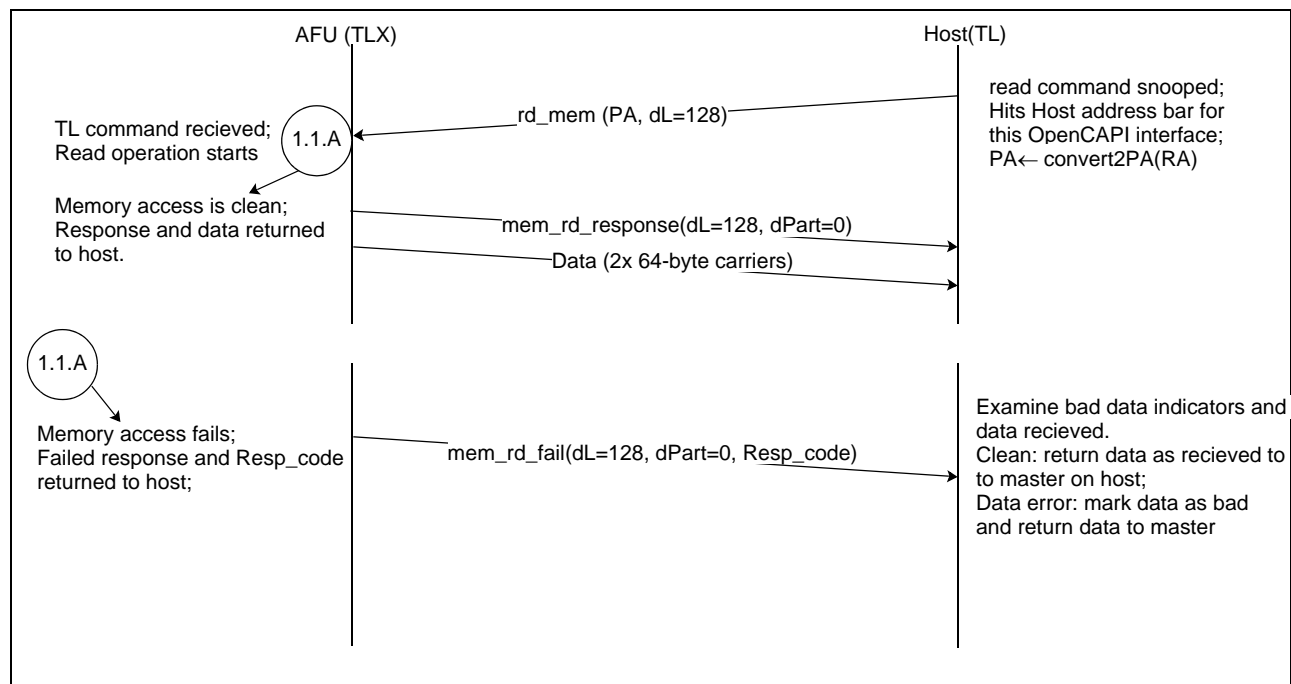 AFU (TLX)
Host(TL)
read command snooped;
Hits Host address bar for
this OpenCAPI interface;
PA← convert2PA(RA)
rd_mem (PA, dL=128)
TL command recieved;
Read operation starts
1.1.A
Memory access is clean;
Response and data returned
to host.
mem_rd_response(dL=128, dPart=0)
Data (2x 64-byte carriers)
1.1.A
Memory access fails;
Failed response and Resp_code
returned to host;
mem_rd_fail(dL=128, dPart=0, Resp_code)
Examine bad data indicators and
data recieved.
Clean: return data as recieved to
to master on host;
Data error: mark data as bad
and return data to master